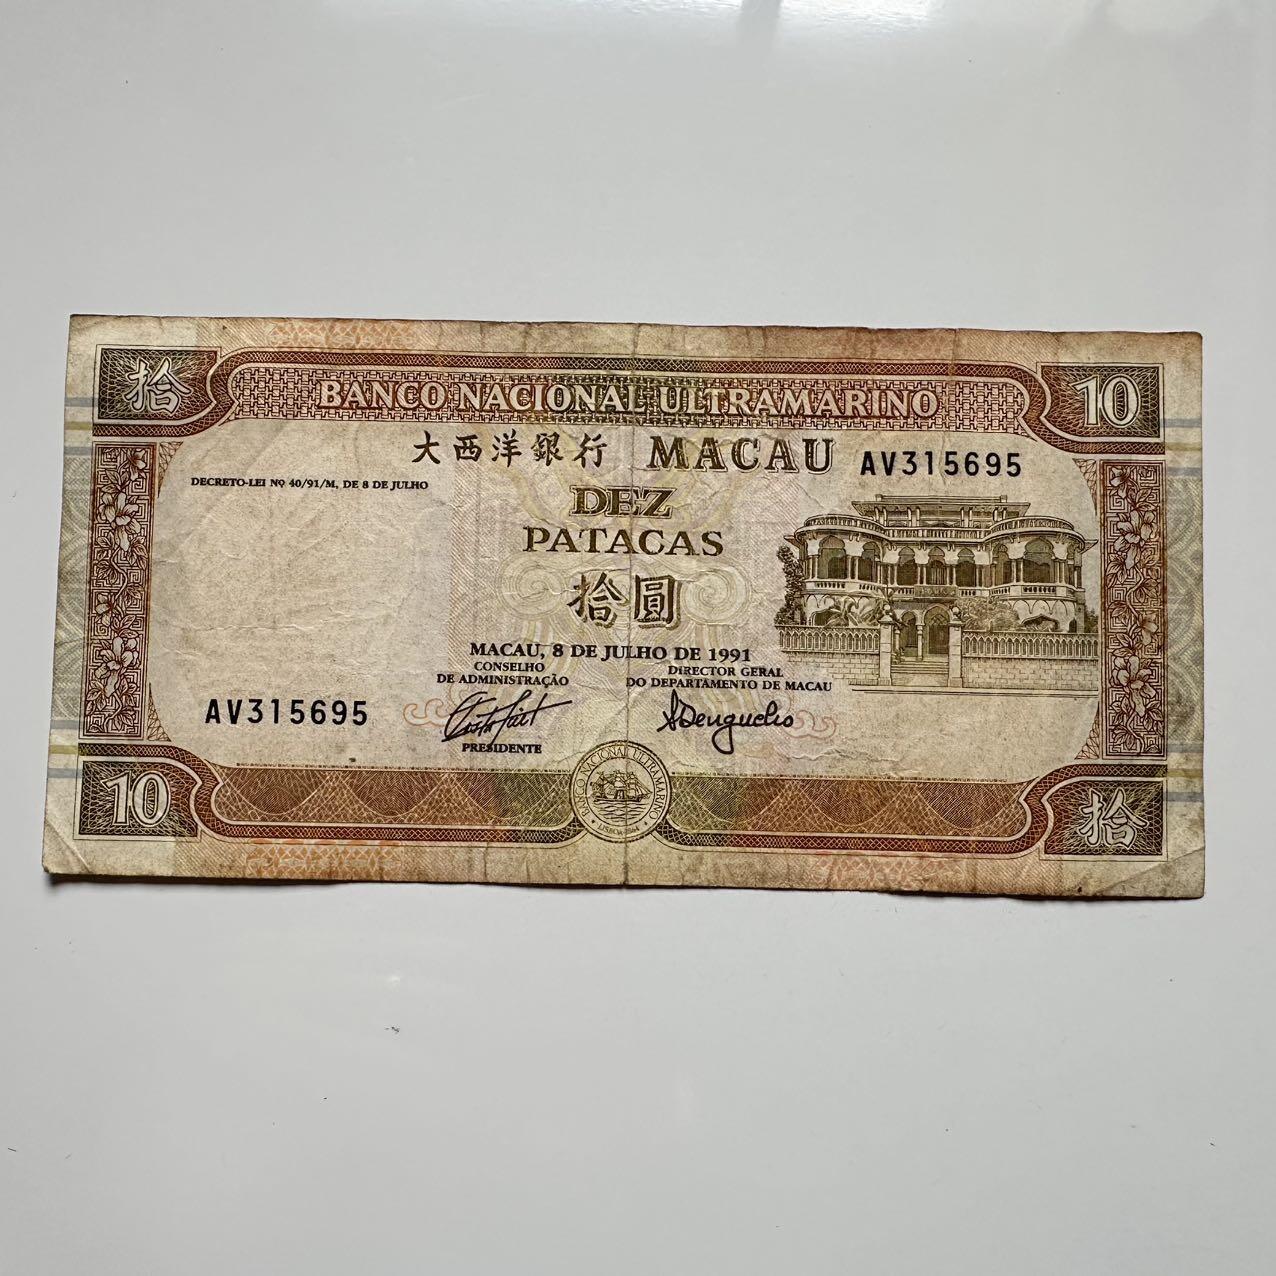 拾
BANCO NACIONAL ULTRAMARINO
10
大西洋銀行 MACAU AV315695
DECRETO-LEI Nº 40/91/M, DE 8 DE JULHO
DEZ
PATACAS
拾圓
MACAU, 8 DE JULHO DE 1991
CONSELHO
DE ADMINISTRAÇÃO
DIRECTOR GERAL
DO DEPARTAMENTO DE MACAU
AV315695
PRESIDENTE
10
BANCO NACIONAL ULTRAMARINO
拾